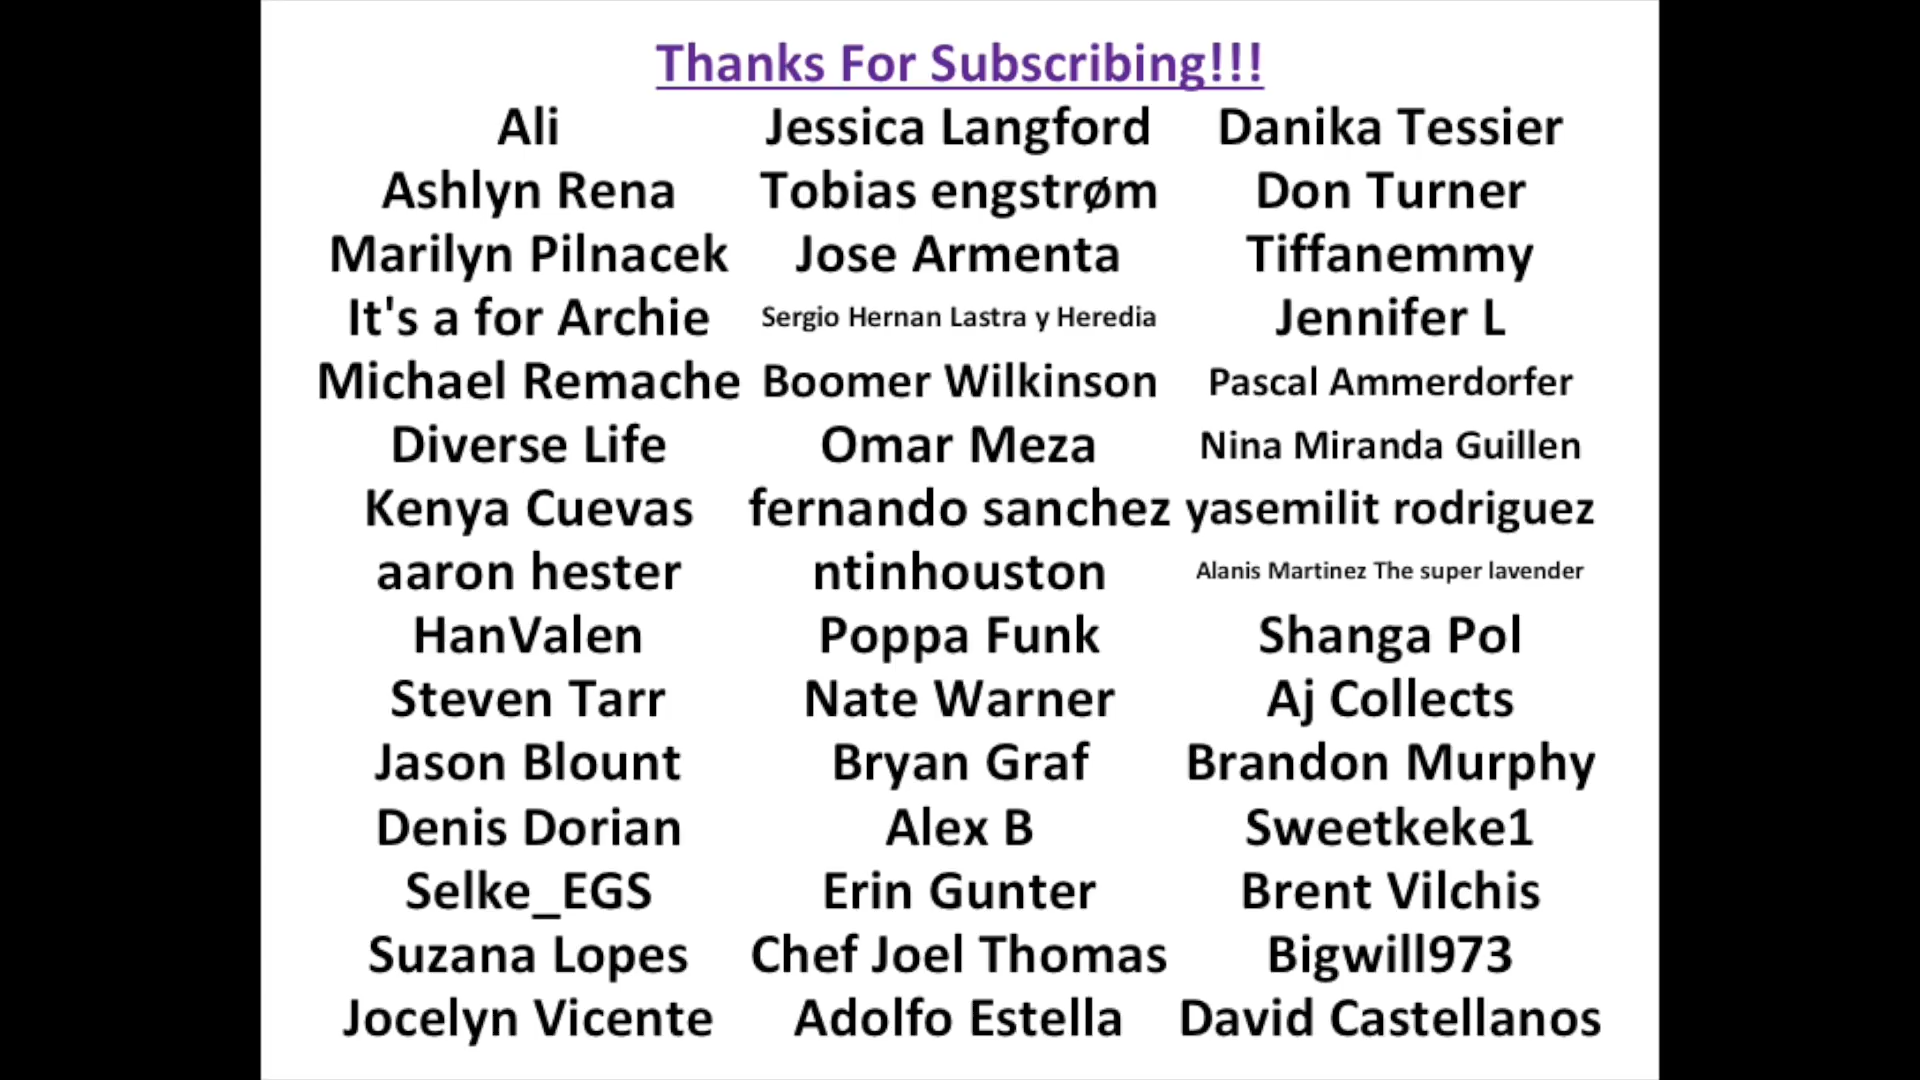 Thanks For Subscribing!!!
Ali Jessica Langford Danika Tessier
Ashlyn Rena Tobias engstrøm Don Turner
Marilyn Pilnacek Jose Armenta Tiffanemmy
It's a for Archie Sergio Hernan Lastra y Heredia Jennifer L
Michael Remache Boomer Wilkinson Pascal Ammerdorfer
Diverse Life Omar Meza Nina Miranda Guillen
Kenya Cuevas fernando sanchez yasemilit rodriguez
aaron hester ntinhouston Alanis Martinez The super lavender
HanValen Poppa Funk Shanga Pol
Steven Tarr Nate Warner Aj Collects
Jason Blount Bryan Graf Brandon Murphy
Denis Dorian Alex B Sweetkeke1
Selke_EGS Erin Gunter Brent Vilchis
Suzana Lopes Chef Joel Thomas Bigwill973
Jocelyn Vicente Adolfo Estella David Castellanos